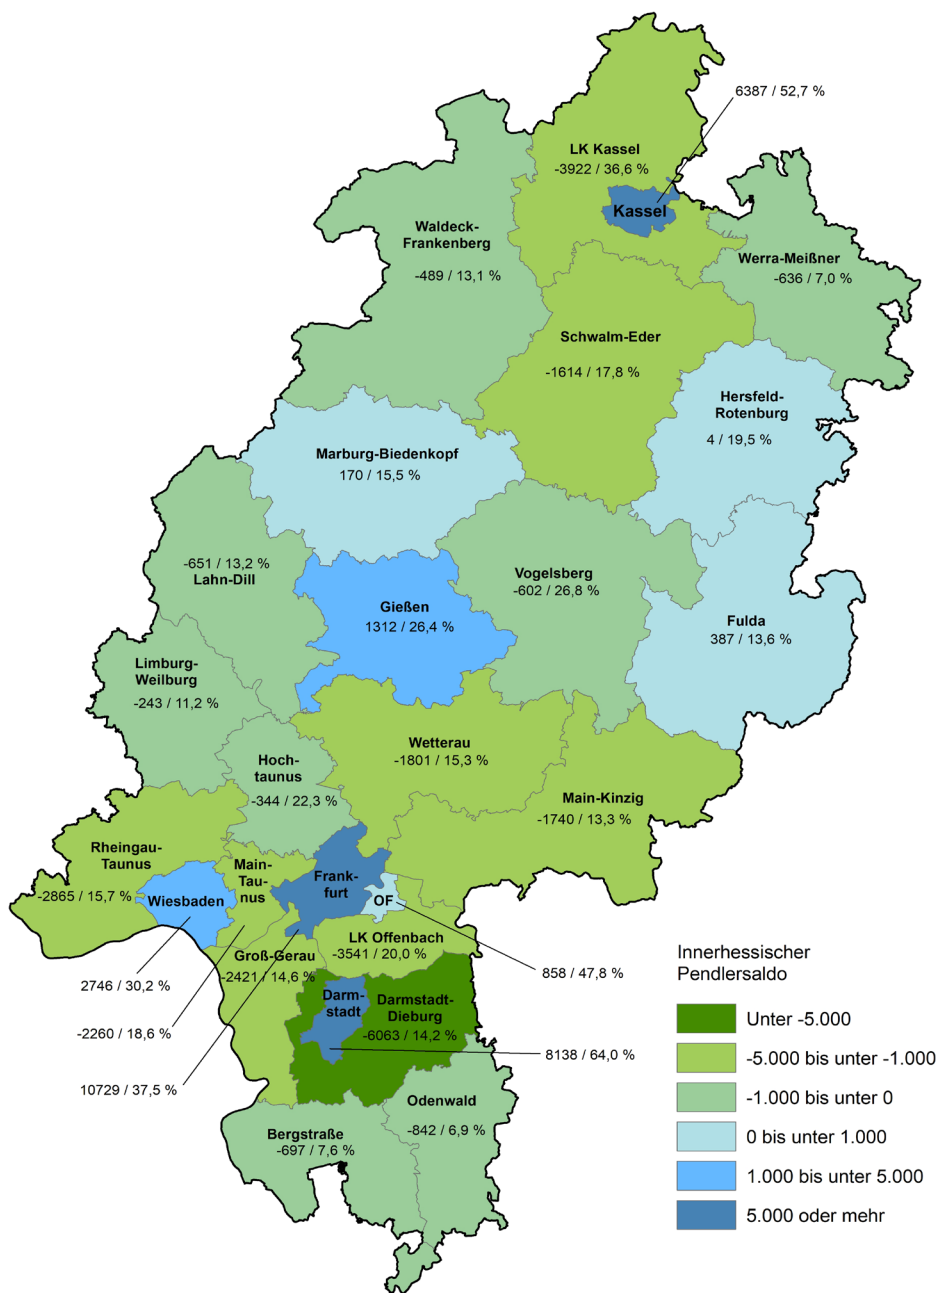 6387 / 52,7 %
LK Kassel
-3922 / 36,6 %
Kassel
Waldeck-
Frankenberg
-489 / 13,1 %
Werra-Meißner
-636 / 7,0 %
Schwalm-Eder
-1614 / 17,8 %
Hersfeld-
Rotenburg
4 / 19,5 %
Marburg-Biedenkopf
170 / 15,5 %
-651 / 13,2 %
Lahn-Dill
Vogelsberg
-602 / 26,8 %
Gießen
1312 / 26,4 %
Fulda
387 / 13,6 %
Limburg-
Weilburg
-243 / 11,2 %
Wetterau
-1801 / 15,3 %
Hoch-
taunus
-344 / 22,3 %
Main-Kinzig
-1740 / 13,3 %
Rheingau-
Taunus
-2865 / 15,7 %
Main-
Tau-
nus
Frank-
furt
Wiesbaden
OF
LK Offenbach
-3541 / 20,0 %
Groß-Gerau
-2421 / 14,6 %
858 / 47,8 %
2746 / 30,2 %
Darm-
stadt
Darmstadt-
Dieburg
-6063 / 14,2 %
-2260 / 18,6 %
8138 / 64,0 %
10729 / 37,5 %
Odenwald
-842 / 6,9 %
Bergstraße
-697 / 7,6 %
Innerhessischer
Pendlersaldo
Unter -5.000
-5.000 bis unter -1.000
-1.000 bis unter 0
0 bis unter 1.000
1.000 bis unter 5.000
5.000 oder mehr